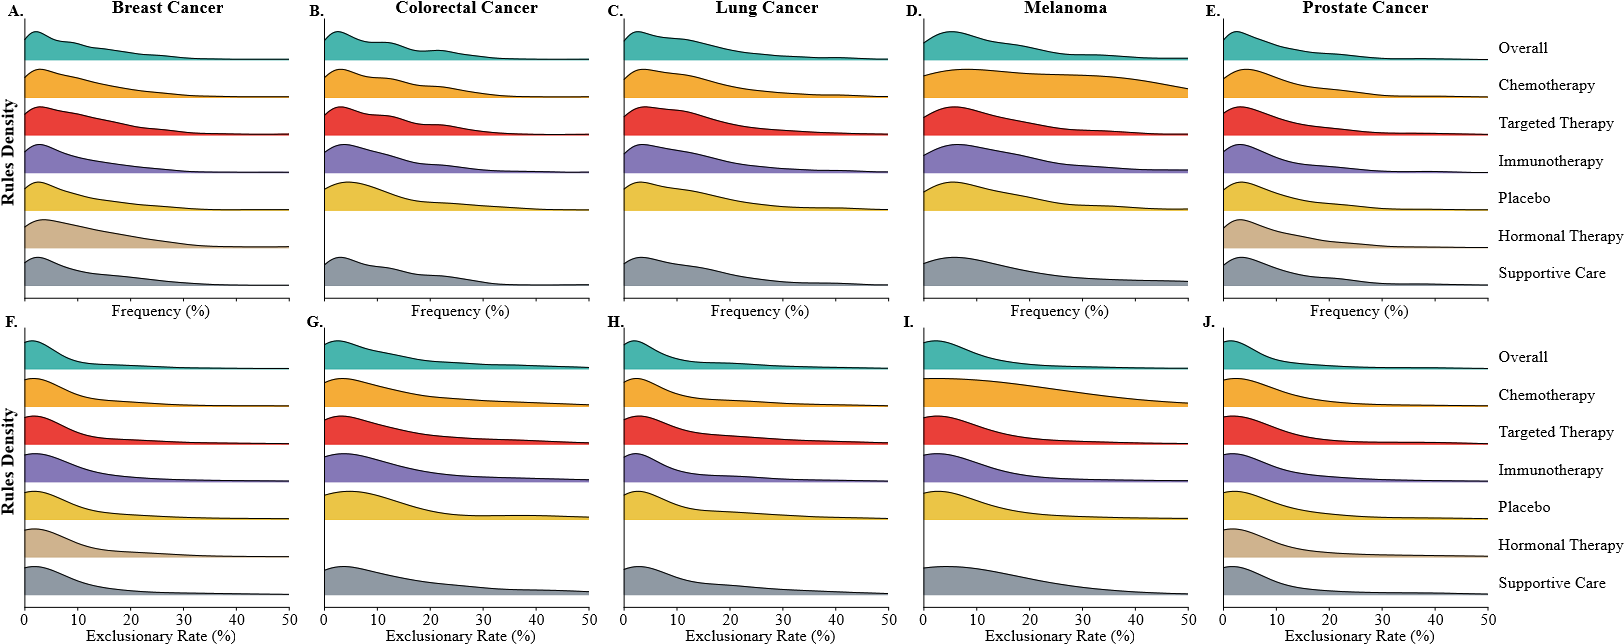 A. Breast Cancer B. Colorectal Cancer C. Lung Cancer D. Melanoma E. Prostate Cancer
Rules Density
Overall
Chemotherapy
Targeted Therapy
Immunotherapy
Placebo
Hormonal Therapy
Supportive Care
Frequency (%) Frequency (%) Frequency (%) Frequency (%) Frequency (%)
F. G. H. I. J.
Rules Density
Overall
Chemotherapy
Targeted Therapy
Immunotherapy
Placebo
Hormonal Therapy
Supportive Care
0 10 20 30 40 50 0 10 20 30 40 50 0 10 20 30 40 50 0 10 20 30 40 50 0 10 20 30 40 50
Exclusionary Rate (%) Exclusionary Rate (%) Exclusionary Rate (%) Exclusionary Rate (%) Exclusionary Rate (%)